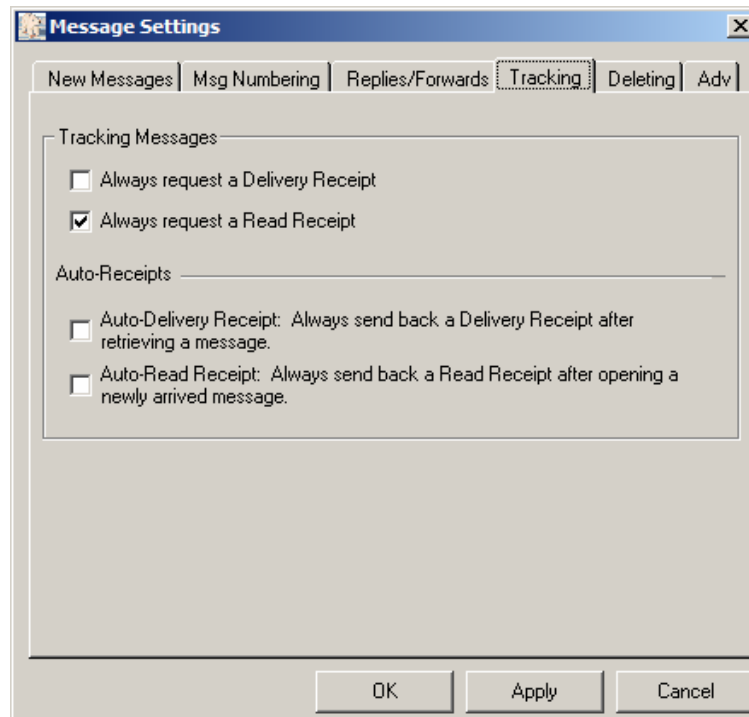 Message Settings
New Messages Msg Numbering Replies/Forwards Tracking Deleting Adv
Tracking Messages
Always request a Delivery Receipt
Always request a Read Receipt
Auto-Receipts
Auto-Delivery Receipt:  Always send back a Delivery Receipt after
retrieving a message.
Auto-Read Receipt:  Always send back a Read Receipt after opening a
newly arrived message.
OK Apply Cancel